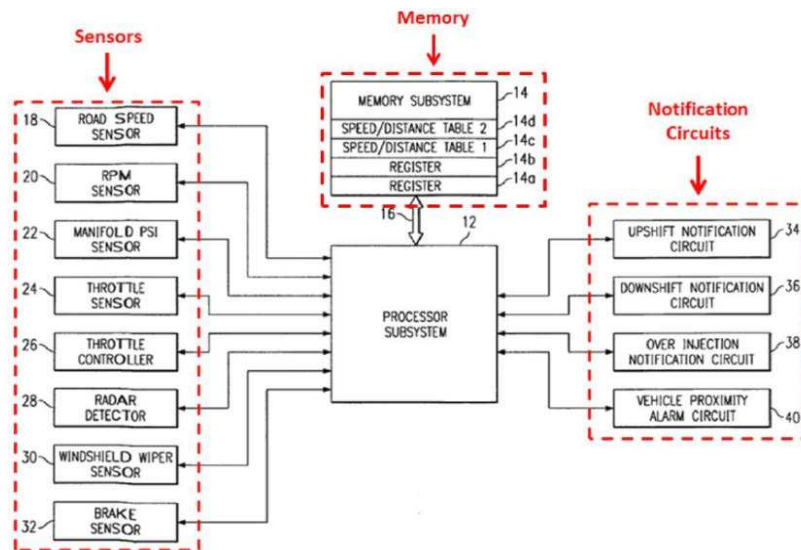 Sensors
Memory
Notification
Circuits
18
ROAD SPEED
SENSOR
20
RPM
SENSOR
22
MANIFOLD PSI
SENSOR
24
THROTTLE
SENSOR
26
THROTTLE
CONTROLLER
28
RADAR
DETECTOR
30
WINDSHIELD WIPER
SENSOR
32
BRAKE
SENSOR
MEMORY SUBSYSTEM
14
SPEED/DISTANCE TABLE 2
14d
SPEED/DISTANCE TABLE 1
14c
REGISTER
14b
REGISTER
14a
16
12
PROCESSOR
SUBSYSTEM
UPSHIFT NOTIFICATION
CIRCUIT
34
DOWNSHIFT NOTIFICATION
CIRCUIT
36
OVER INJECTION
NOTIFICATION CIRCUIT
38
VEHICLE PROXIMITY
ALARM CIRCUIT
40